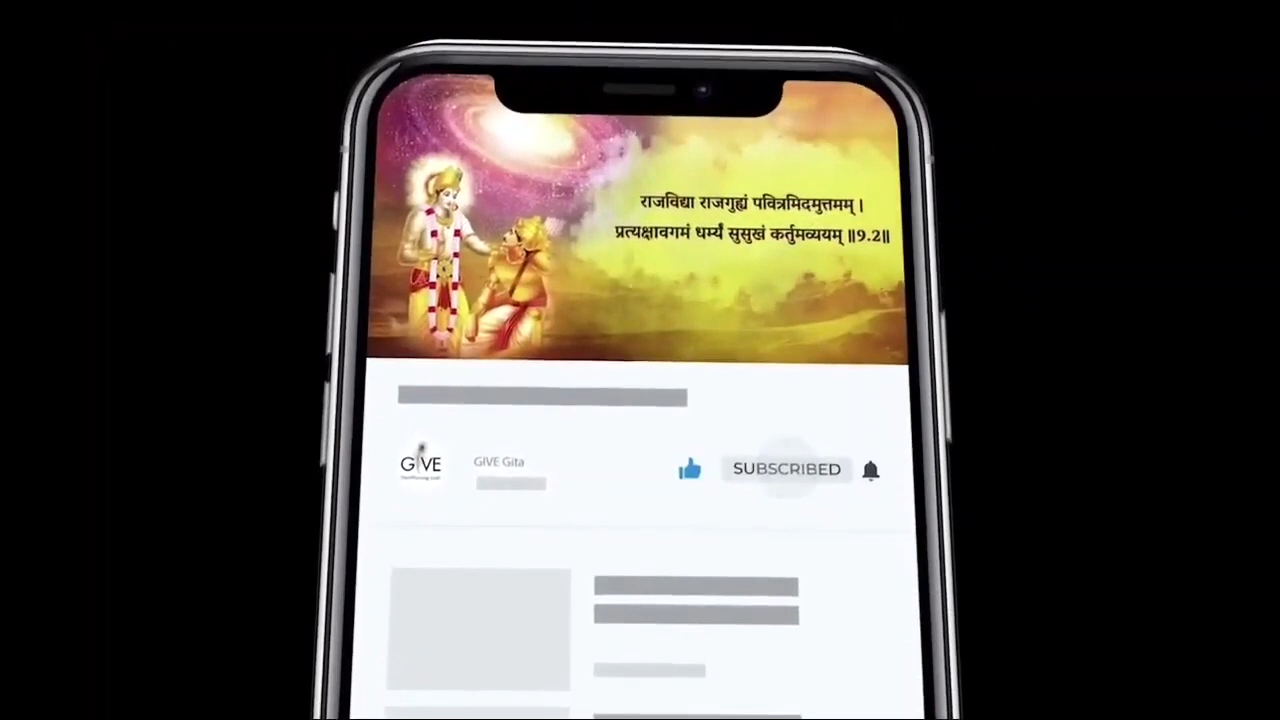 राजविद्या राजगुह्यं पवित्रमिदमुत्तमम् ।
प्रत्यक्षावगमं धर्म्यं सुसुखं कर्तुमव्ययम् ॥9.2॥
GIVE
GIVE Gita
SUBSCRIBED